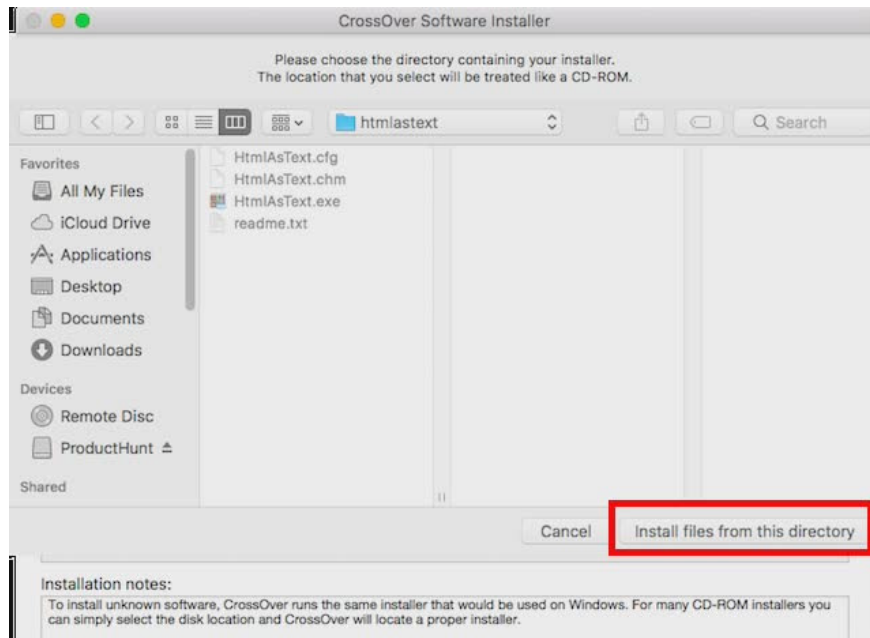 CrossOver Software Installer
Please choose the directory containing your installer.
The location that you select will be treated like a CD-ROM.
htmlastext
Search
Favorites
All My Files
iCloud Drive
Applications
Desktop
Documents
Downloads
Devices
Remote Disc
ProductHunt
Shared
HtmlAsText.cfg
HtmlAsText.chm
HtmlAsText.exe
readme.txt
Cancel
Install files from this directory
Installation notes:
To install unknown software, CrossOver runs the same installer that would be used on Windows. For many CD-ROM installers you
can simply select the disk location and CrossOver will locate a proper installer.